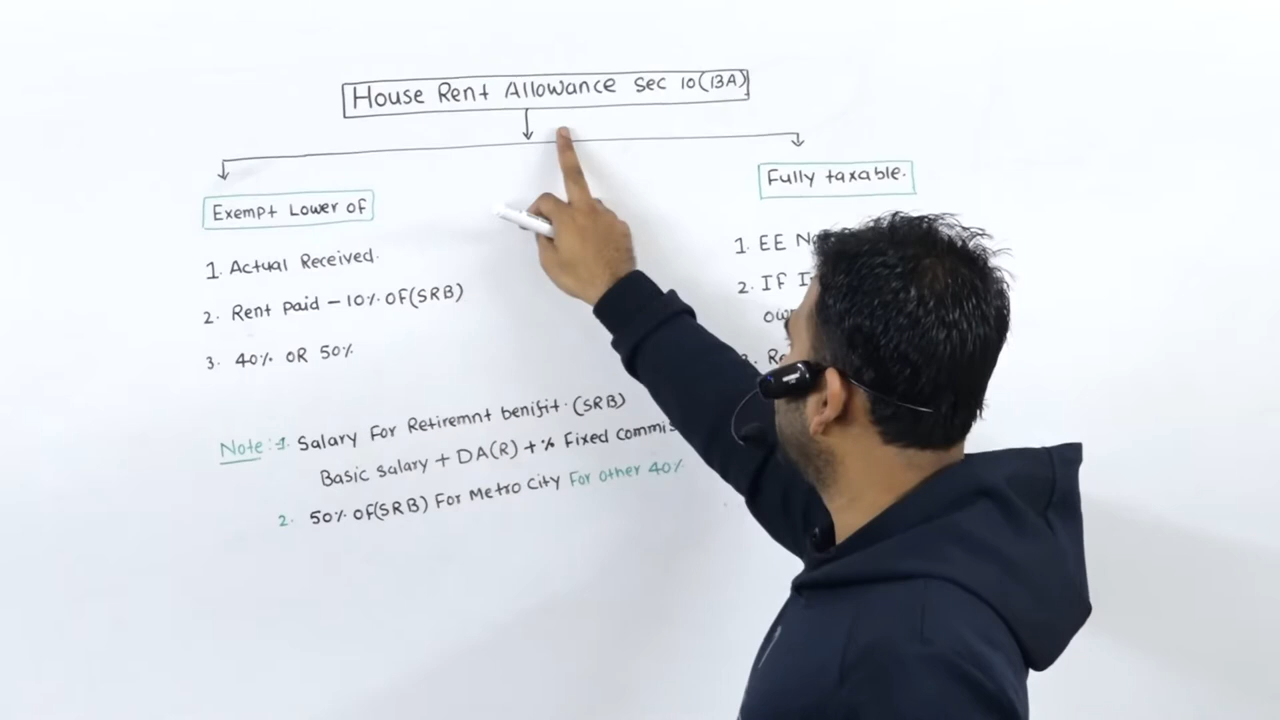 House Rent Allowance Sec 10(13A)
Exempt Lower of
1. Actual Received.
2. Rent paid - 10% of (SRB)
3. 40% OR 50%
Fully taxable.
1. EE
2. If
Note: 1. Salary For Retiremnt benifit. (SRB)
Basic salary + DA(R) + % Fixed
2. 50% of (SRB) For Metro City For other 40%